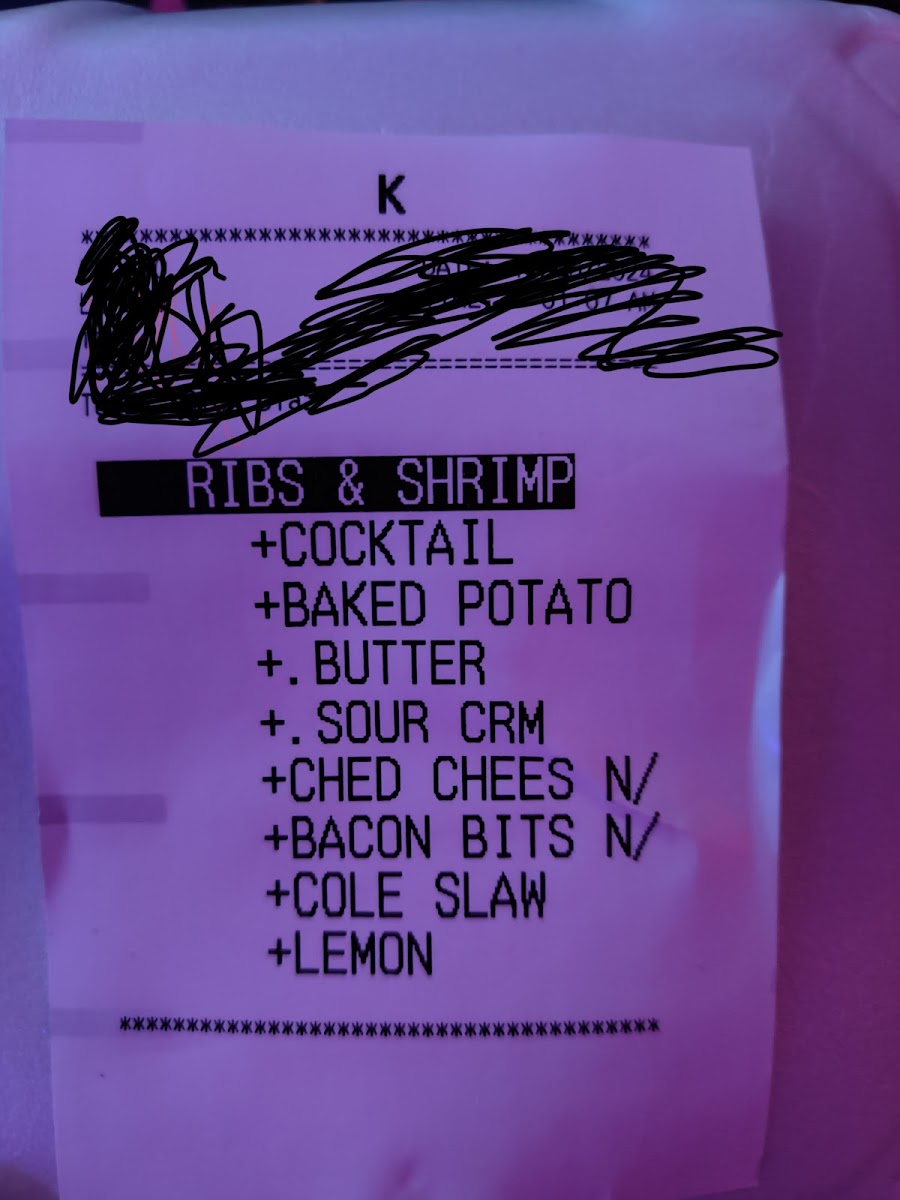 K
****************************************
RIBS & SHRIMP
+COCKTAIL
+BAKED POTATO
+.BUTTER
+.SOUR CRM
+CHED CHEES N/
+BACON BITS N/
+COLE SLAW
+LEMON
****************************************